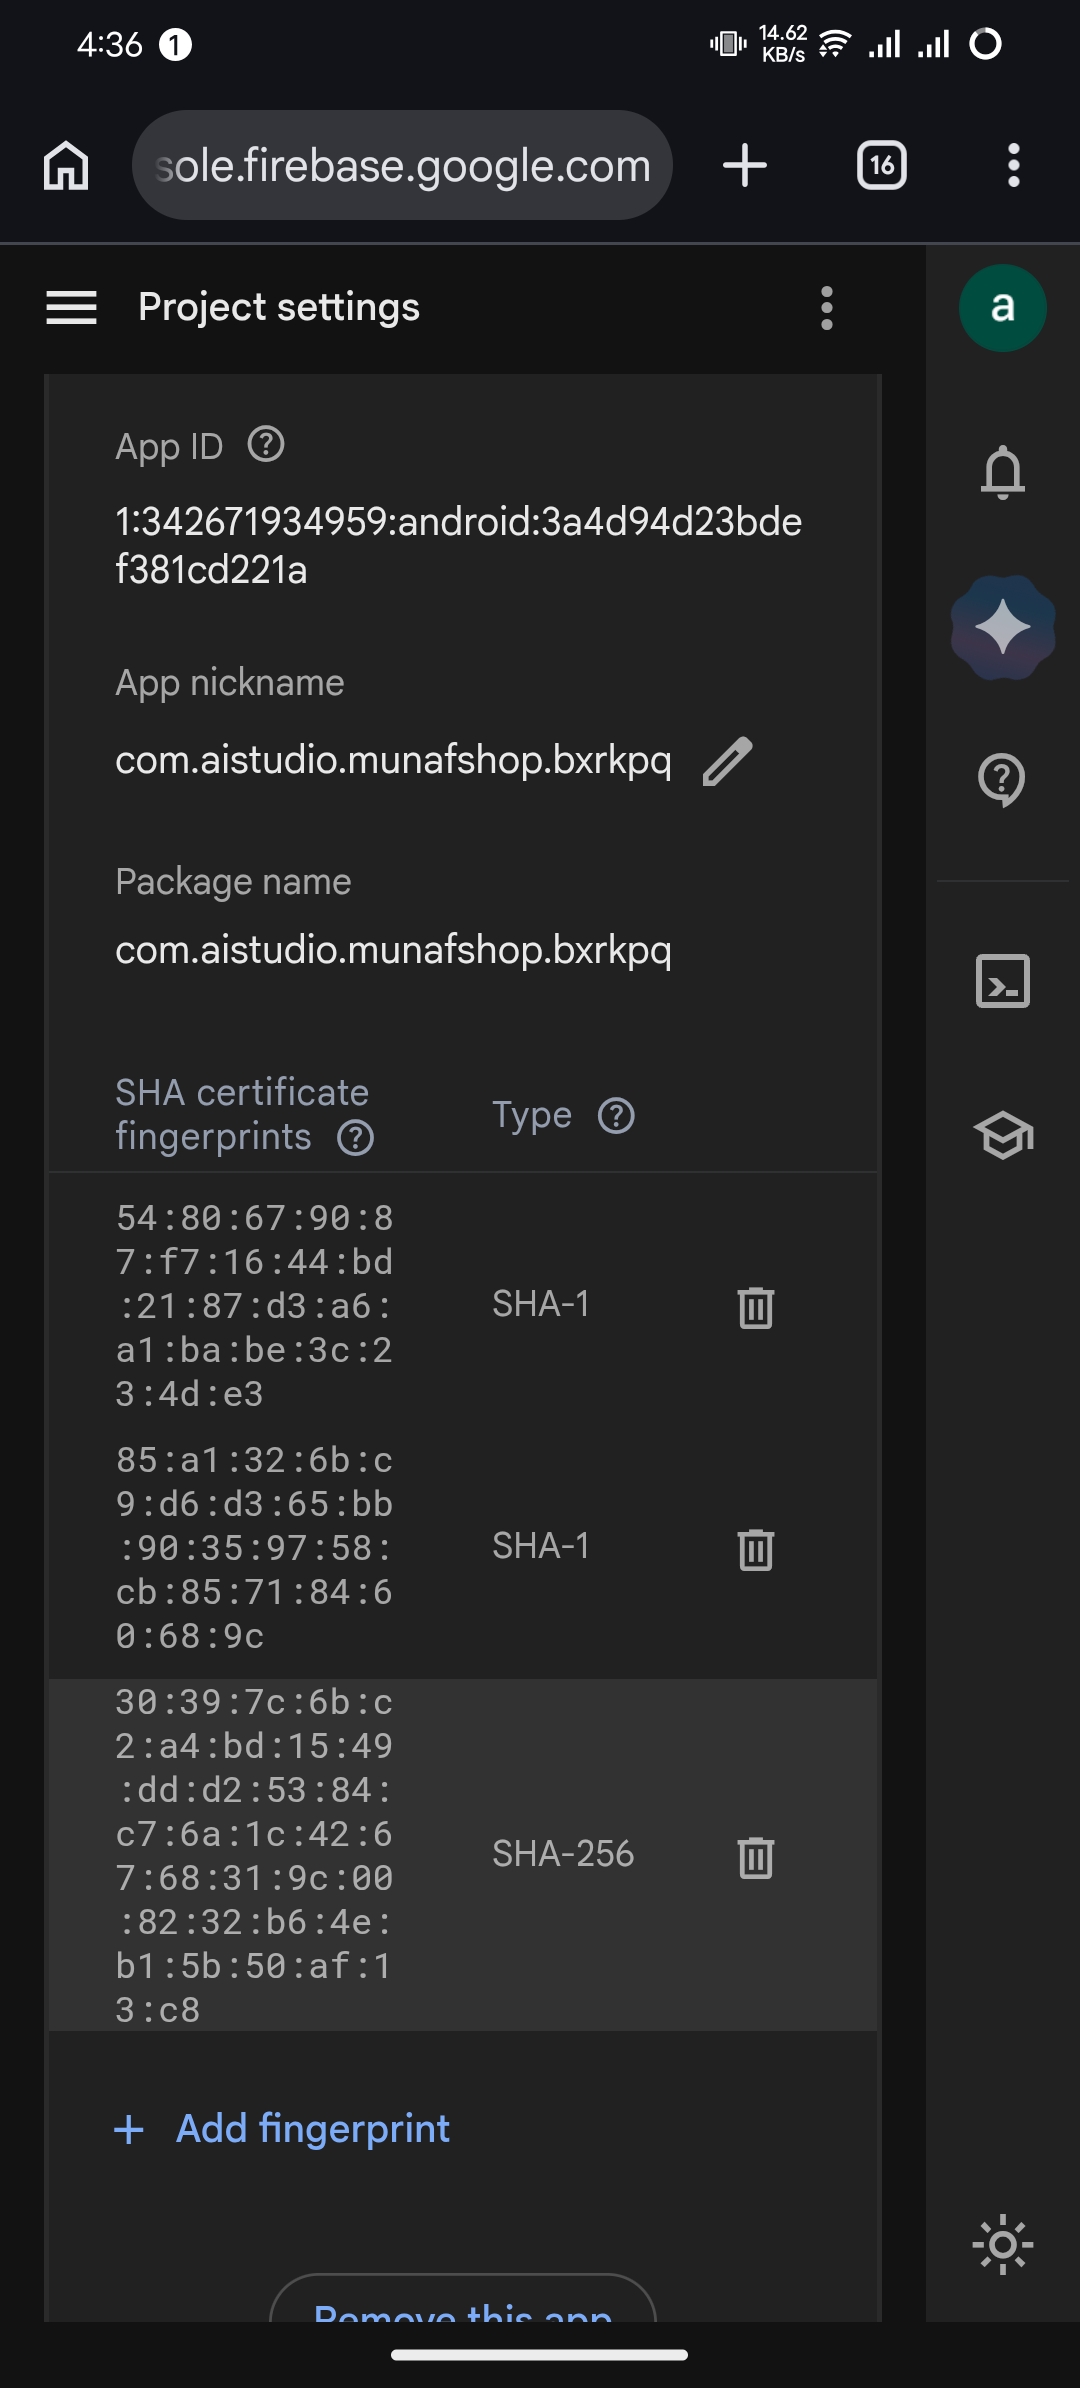 4:36 1 14.62 KB/s
sole.firebase.google.com 16
Project settings
a
App ID
1:342671934959:android:3a4d94d23bde
f381cd221a
App nickname
com.aistudio.munafshop.bxrkpq
Package name
com.aistudio.munafshop.bxrkpq
SHA certificate
fingerprints
Type
54:80:67:90:8
7:f7:16:44:bd
:21:87:d3:a6:
a1:ba:be:3c:2
3:4d:e3
SHA-1
85:a1:32:6b:c
9:d6:d3:65:bb
:90:35:97:58:
cb:85:71:84:6
0:68:9c
SHA-1
30:39:7c:6b:c
2:a4:bd:15:49
:dd:d2:53:84:
c7:6a:1c:42:6
7:68:31:9c:00
:82:32:b6:4e:
b1:5b:50:af:1
3:c8
SHA-256
+ Add fingerprint
Remove this app